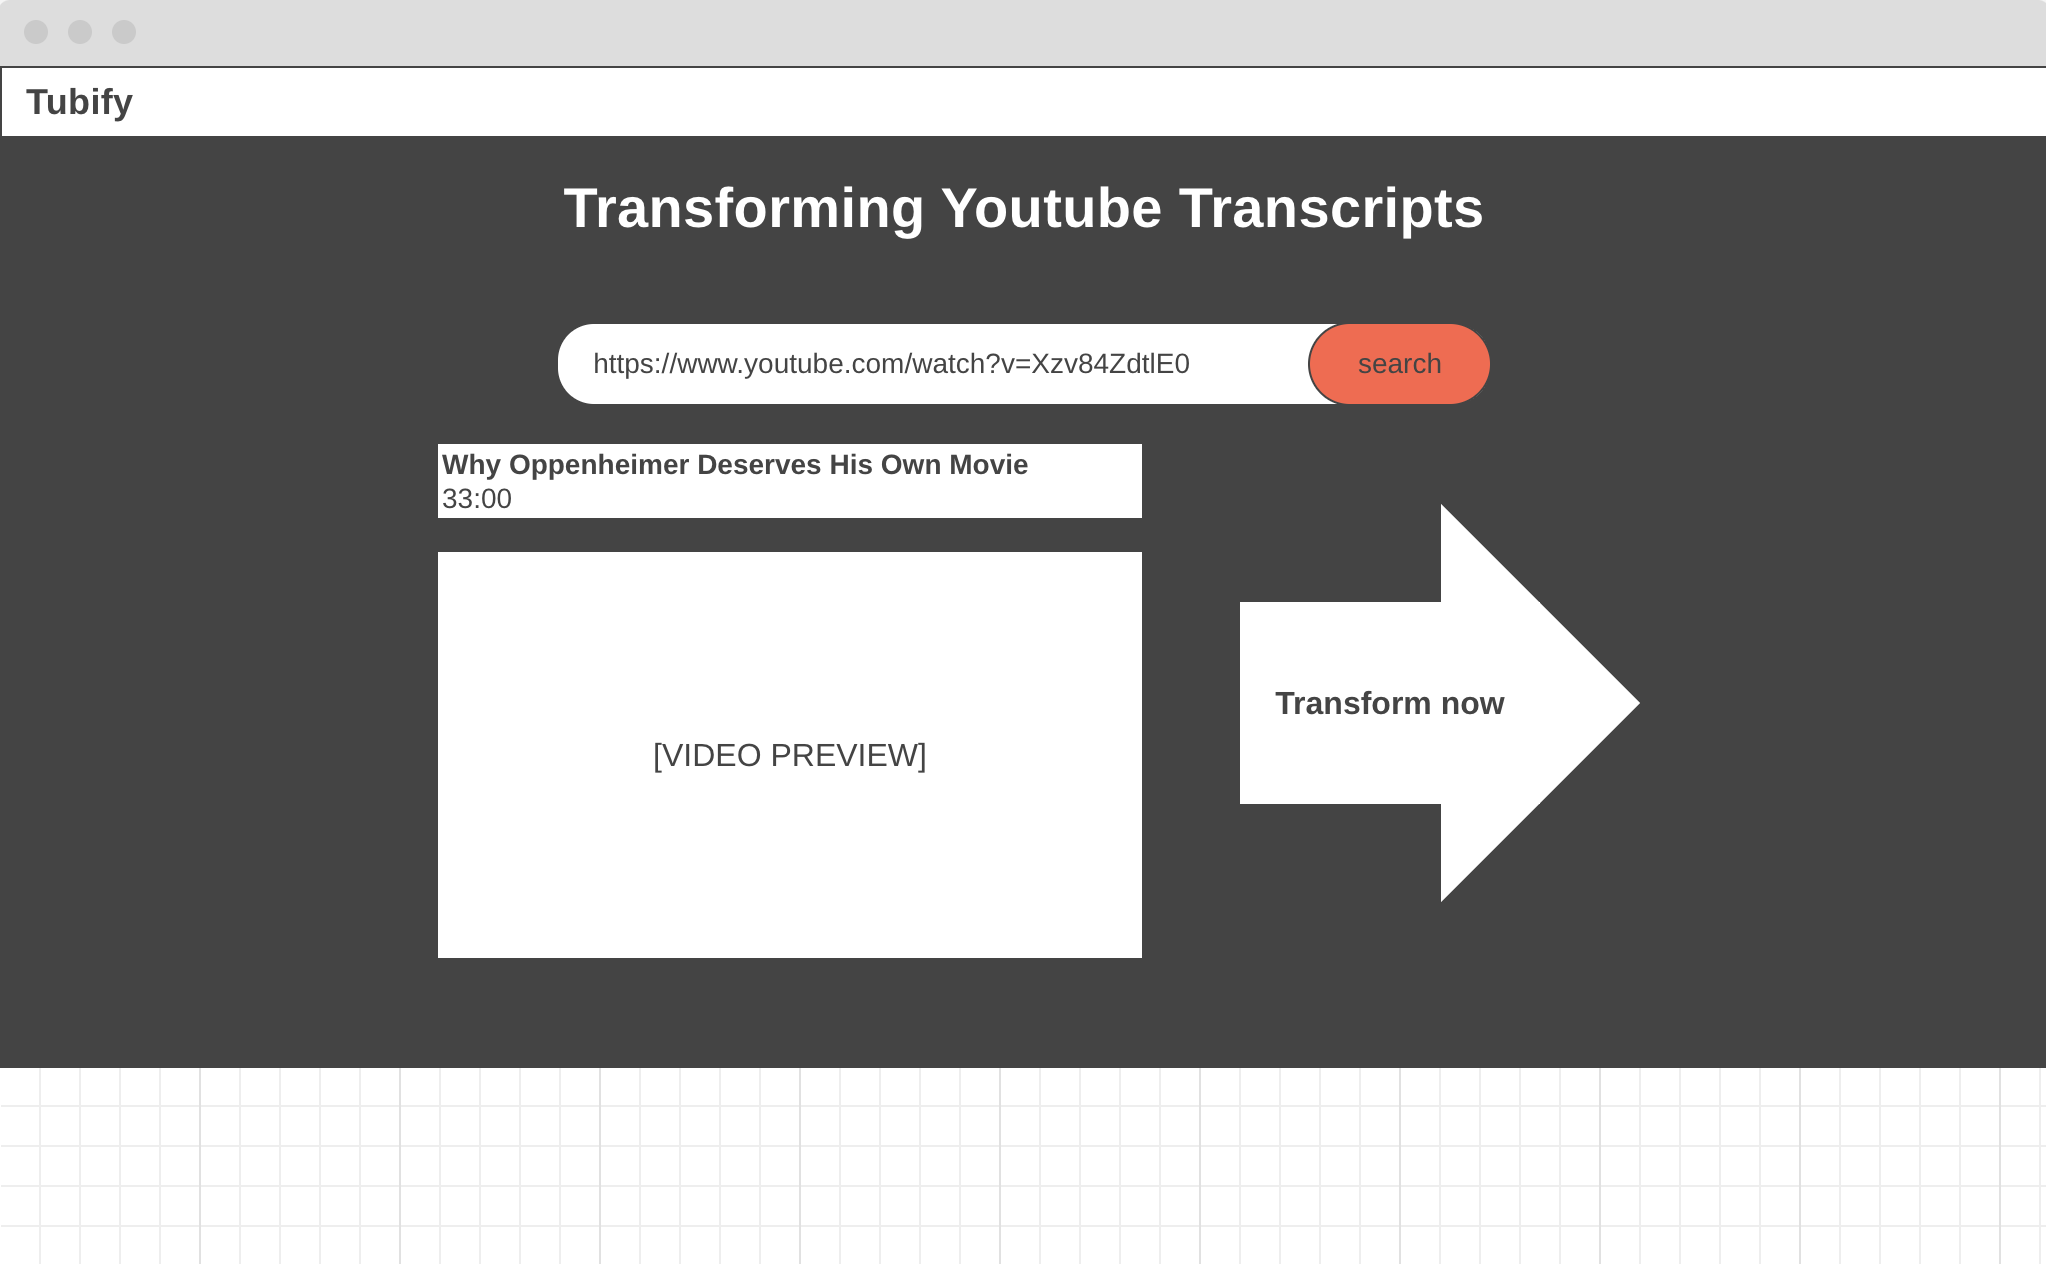 Tubify
Transforming Youtube Transcripts
https://www.youtube.com/watch?v=Xzv84ZdtlE0
search
Why Oppenheimer Deserves His Own Movie
33:00
[VIDEO PREVIEW]
Transform now